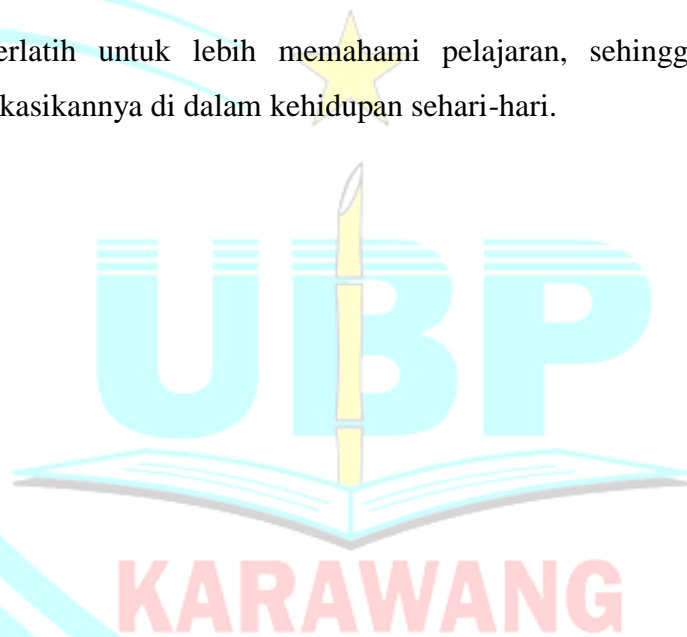 erlatih untuk lebih memahami pelajaran, sehingg
kasikannya di dalam kehidupan sehari-hari.
UBP
KARAWANG